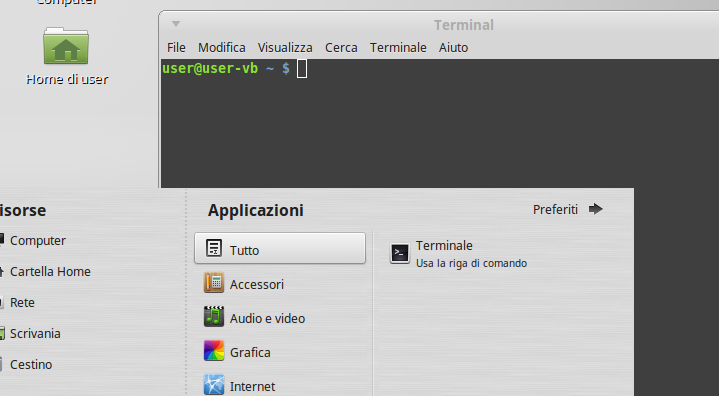 Computer
Home di user
Terminal
File Modifica Visualizza Cerca Terminale Aiuto
user@user-vb ~ $
isorse
Computer
Cartella Home
Rete
Scrivania
Cestino
Applicazioni
Preferiti
Tutto
Accessori
Audio e video
Grafica
Internet
Terminale
Usa la riga di comando